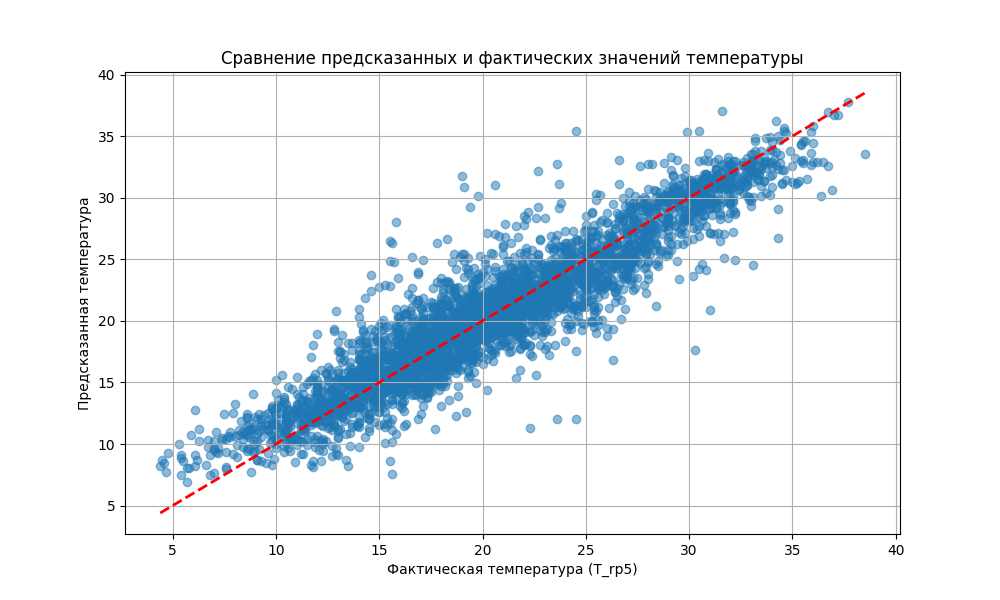 Сравнение предсказанных и фактических значений температуры
40
35
30
25
20
15
10
5
Предсказанная температура
5 10 15 20 25 30 35 40
Фактическая температура (T_rp5)